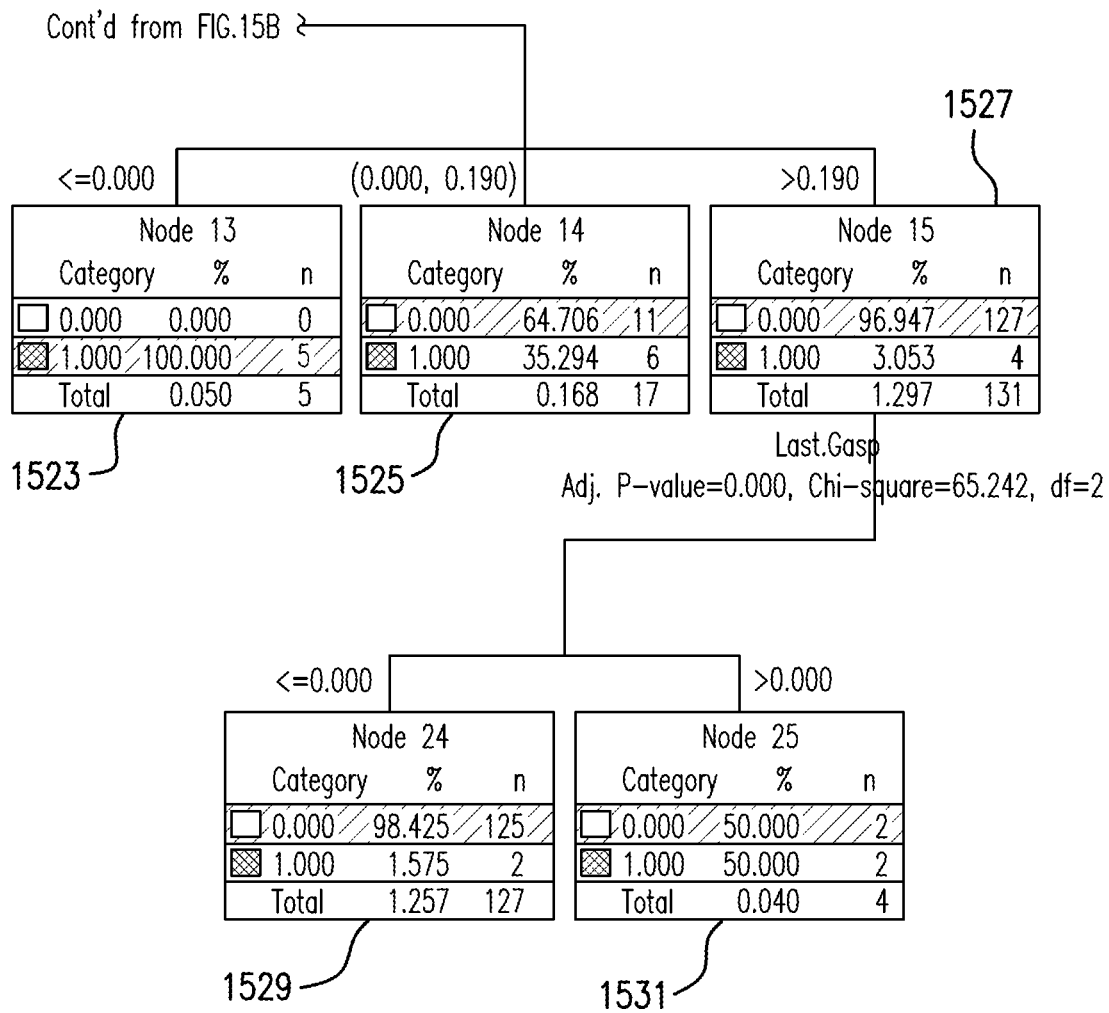 Cont'd from FIG.15B
1527
<=0.000 (0.000, 0.190) >0.190
Node 13 Node 14 Node 15
Category % n Category % n Category % n
0.000 0.000 0 0.000 64.706 11 0.000 96.947 127
1.000 100.000 5 1.000 35.294 6 1.000 3.053 4
Total 0.050 5 Total 0.168 17 Total 1.297 131
1523 1525 Last.Gasp
Adj. P-value=0.000, Chi-square=65.242, df=2
<=0.000 >0.000
Node 24 Node 25
Category % n Category % n
0.000 98.425 125 0.000 50.000 2
1.000 1.575 2 1.000 50.000 2
Total 1.257 127 Total 0.040 4
1529 1531